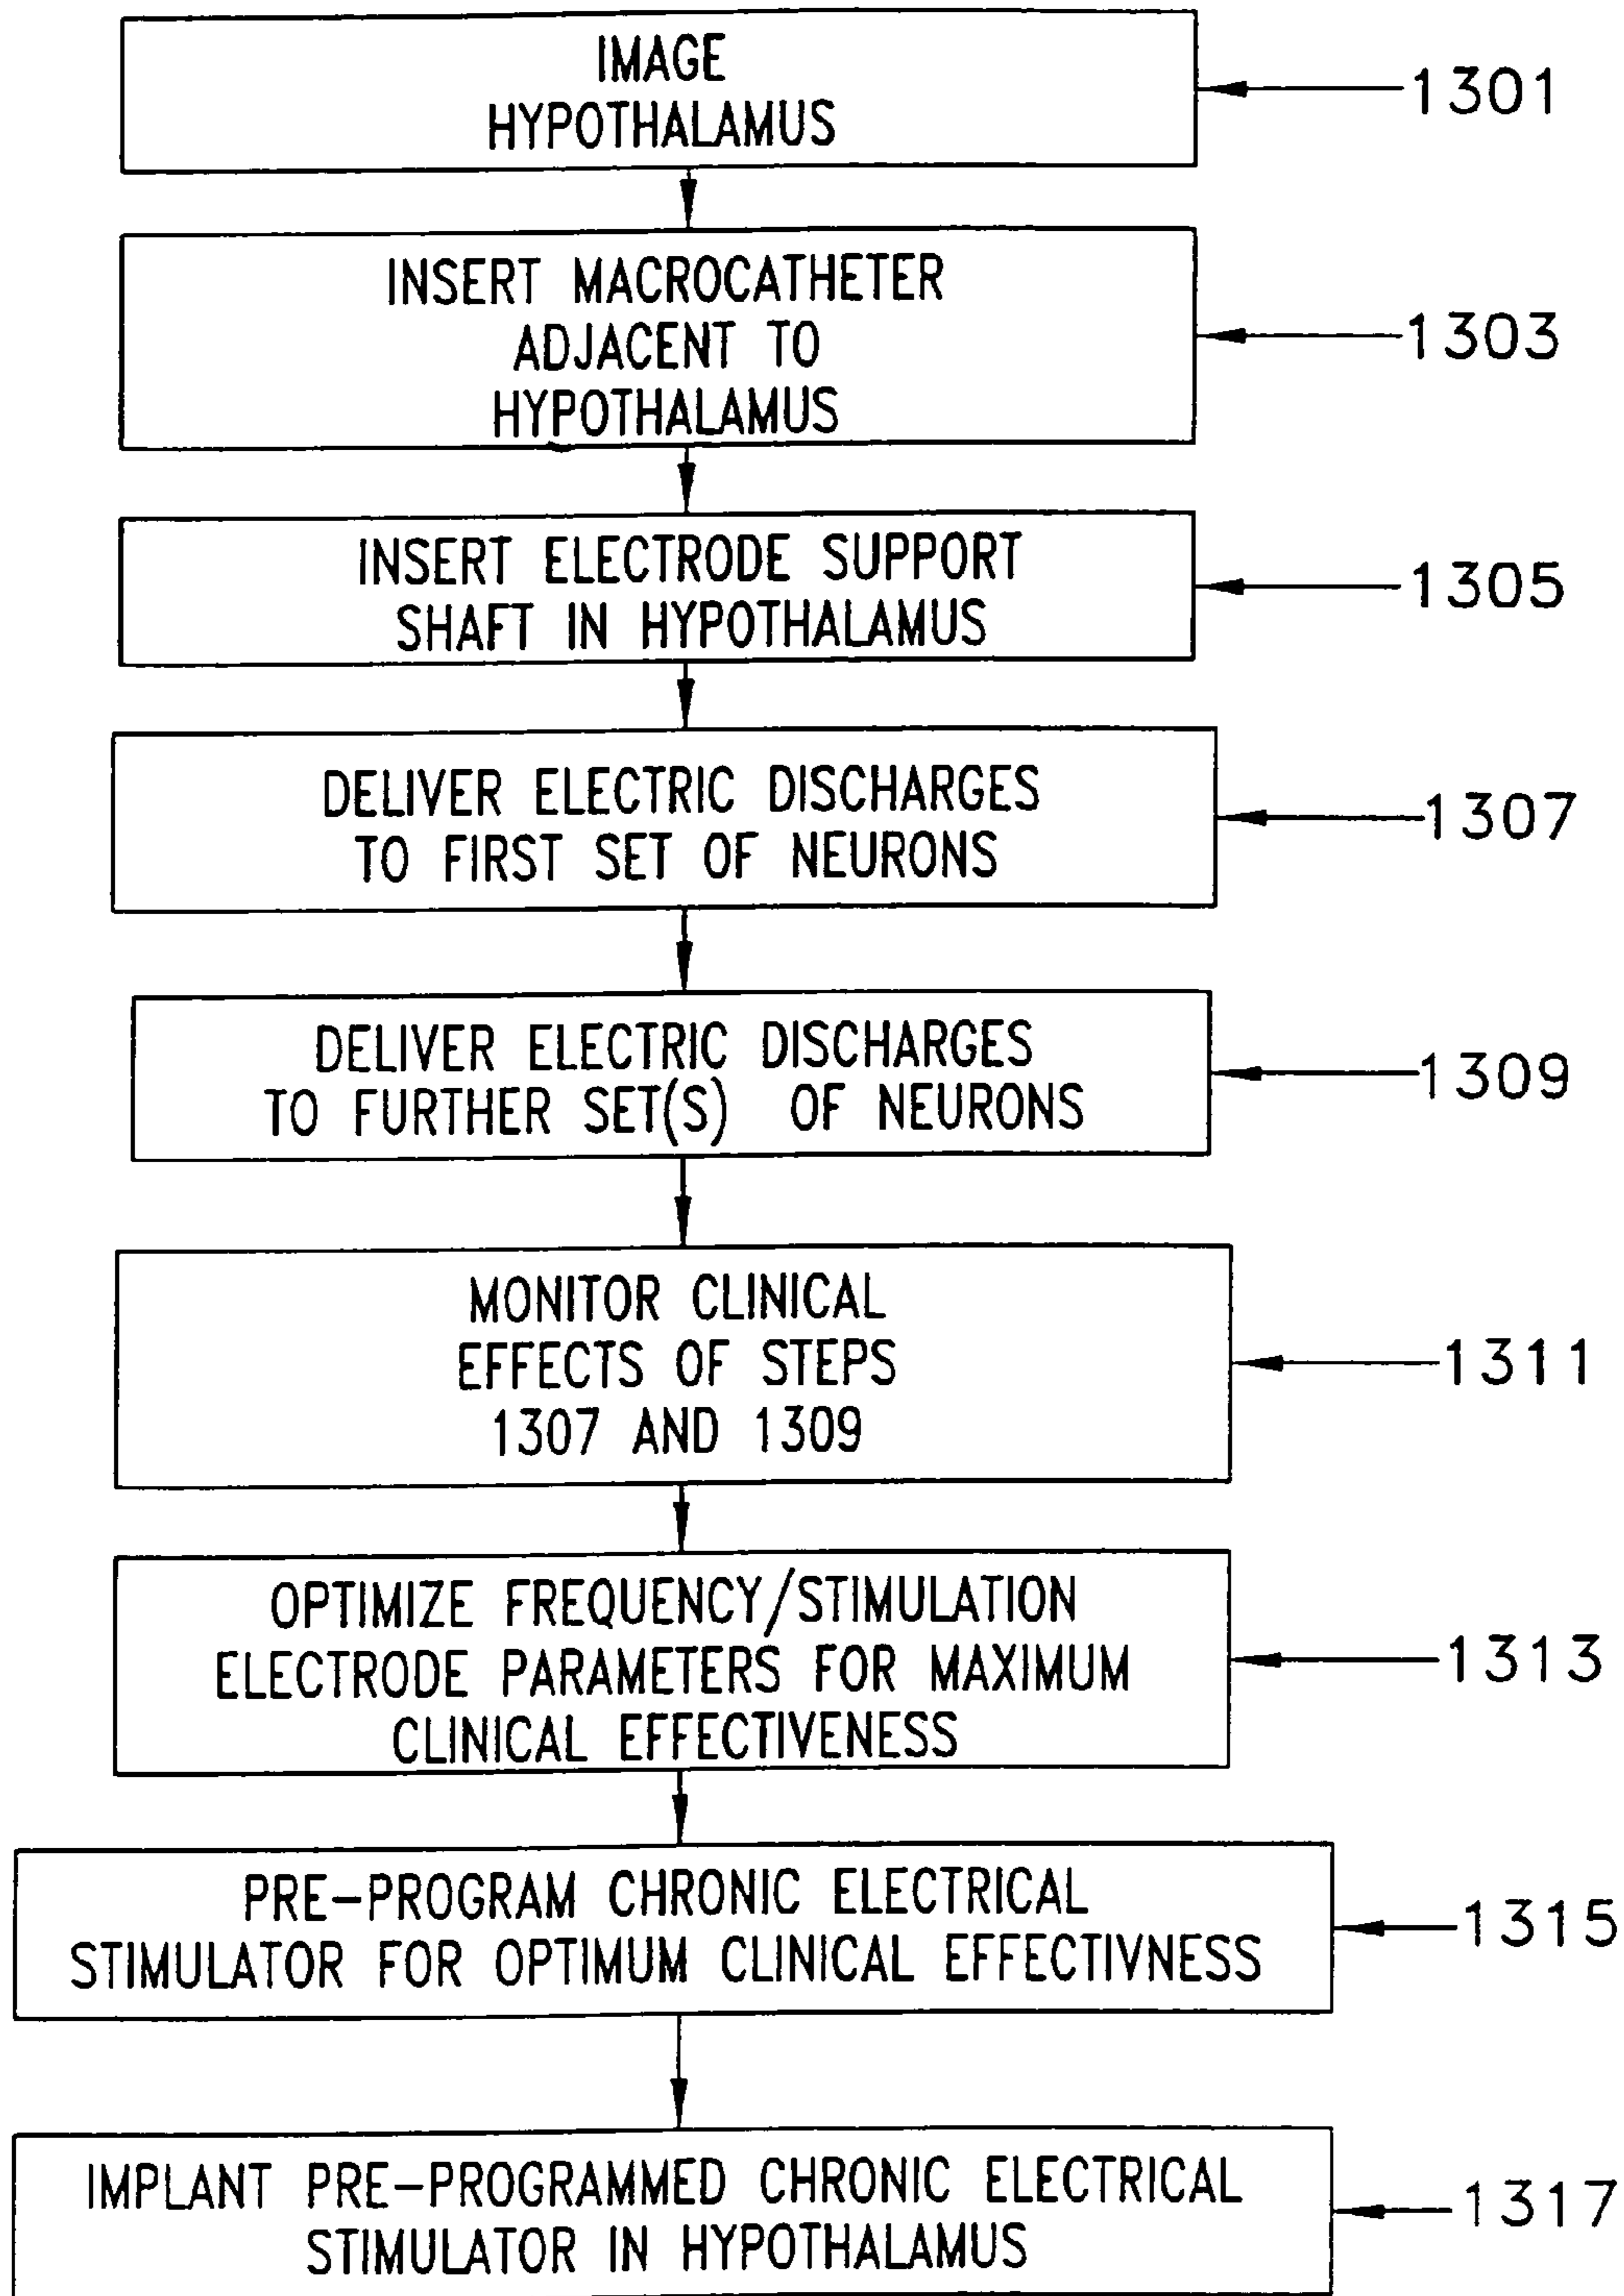 IMAGE
HYPOTHALAMUS
1301
INSERT MACROCATHETER
ADJACENT TO
HYPOTHALAMUS
1303
INSERT ELECTRODE SUPPORT
SHAFT IN HYPOTHALAMUS
1305
DELIVER ELECTRIC DISCHARGES
TO FIRST SET OF NEURONS
1307
DELIVER ELECTRIC DISCHARGES
TO FURTHER SET(S) OF NEURONS
1309
MONITOR CLINICAL
EFFECTS OF STEPS
1307 AND 1309
1311
OPTIMIZE FREQUENCY/STIMULATION
ELECTRODE PARAMETERS FOR MAXIMUM
CLINICAL EFFECTIVENESS
1313
PRE-PROGRAM CHRONIC ELECTRICAL
STIMULATOR FOR OPTIMUM CLINICAL EFFECTIVNESS
1315
IMPLANT PRE-PROGRAMMED CHRONIC ELECTRICAL
STIMULATOR IN HYPOTHALAMUS
1317